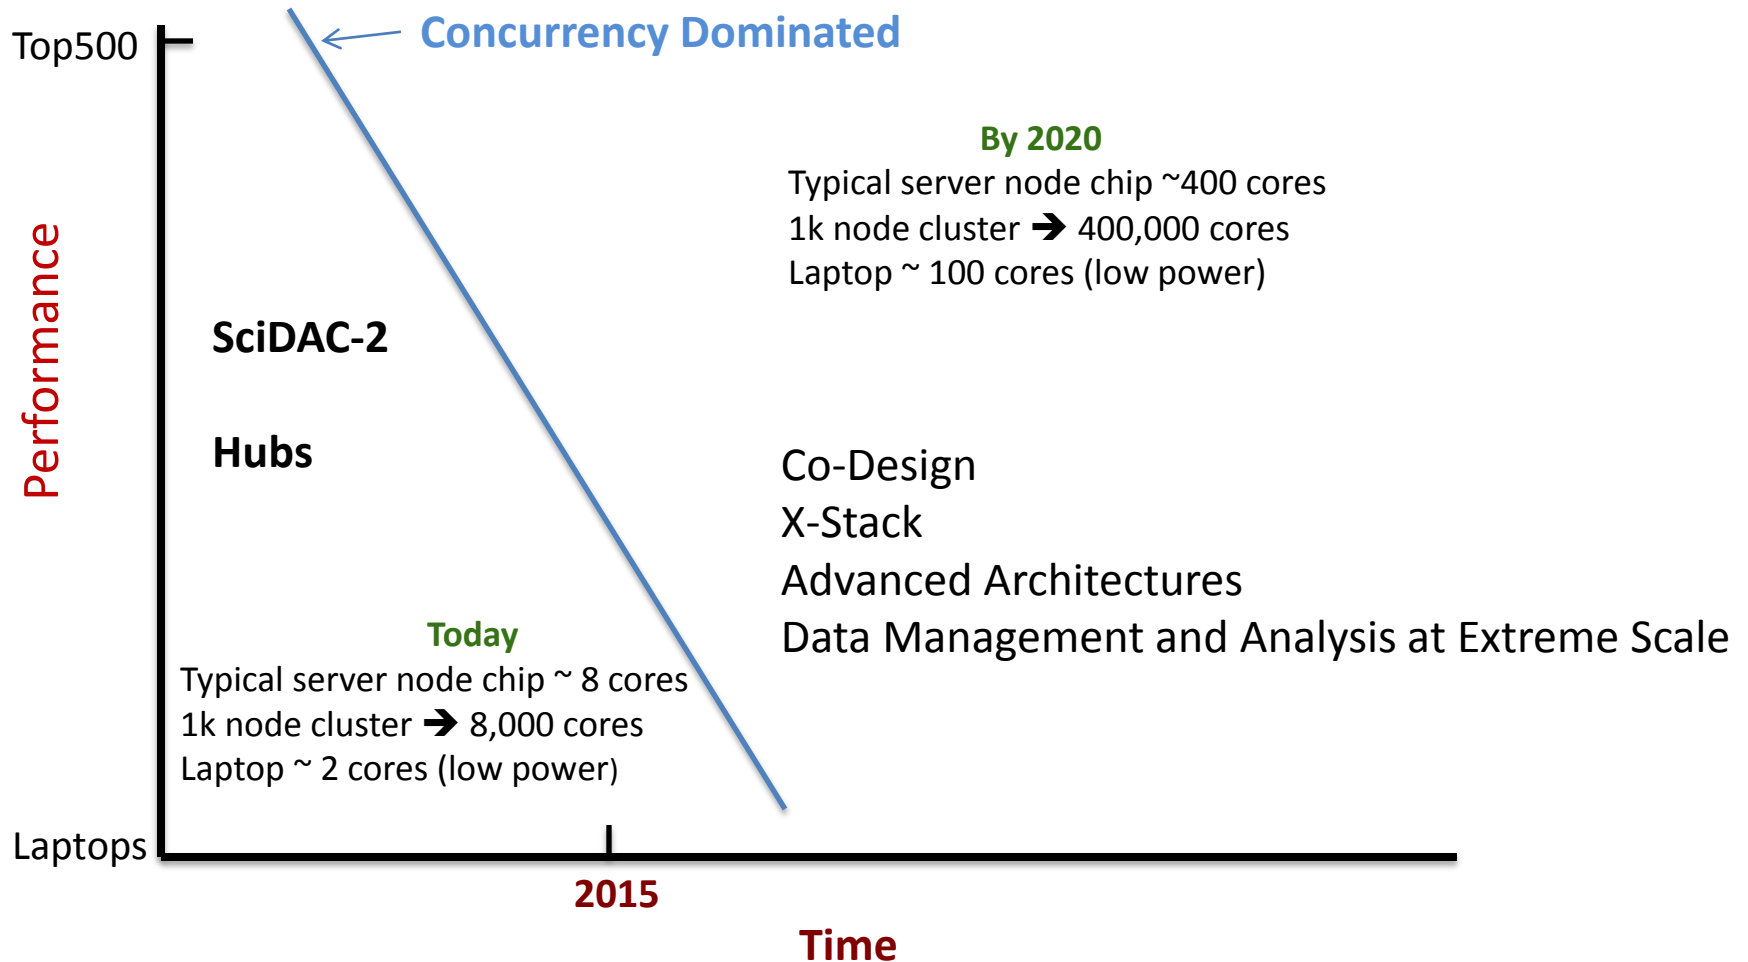 Top500
Concurrency Dominated
By 2020
Typical server node chip ~400 cores
1k node cluster ➔ 400,000 cores
Laptop ~ 100 cores (low power)
Performance
SciDAC-2
Hubs
Co-Design
X-Stack
Advanced Architectures
Data Management and Analysis at Extreme Scale
Today
Typical server node chip ~ 8 cores
1k node cluster ➔ 8,000 cores
Laptop ~ 2 cores (low power)
Laptops
2015
Time